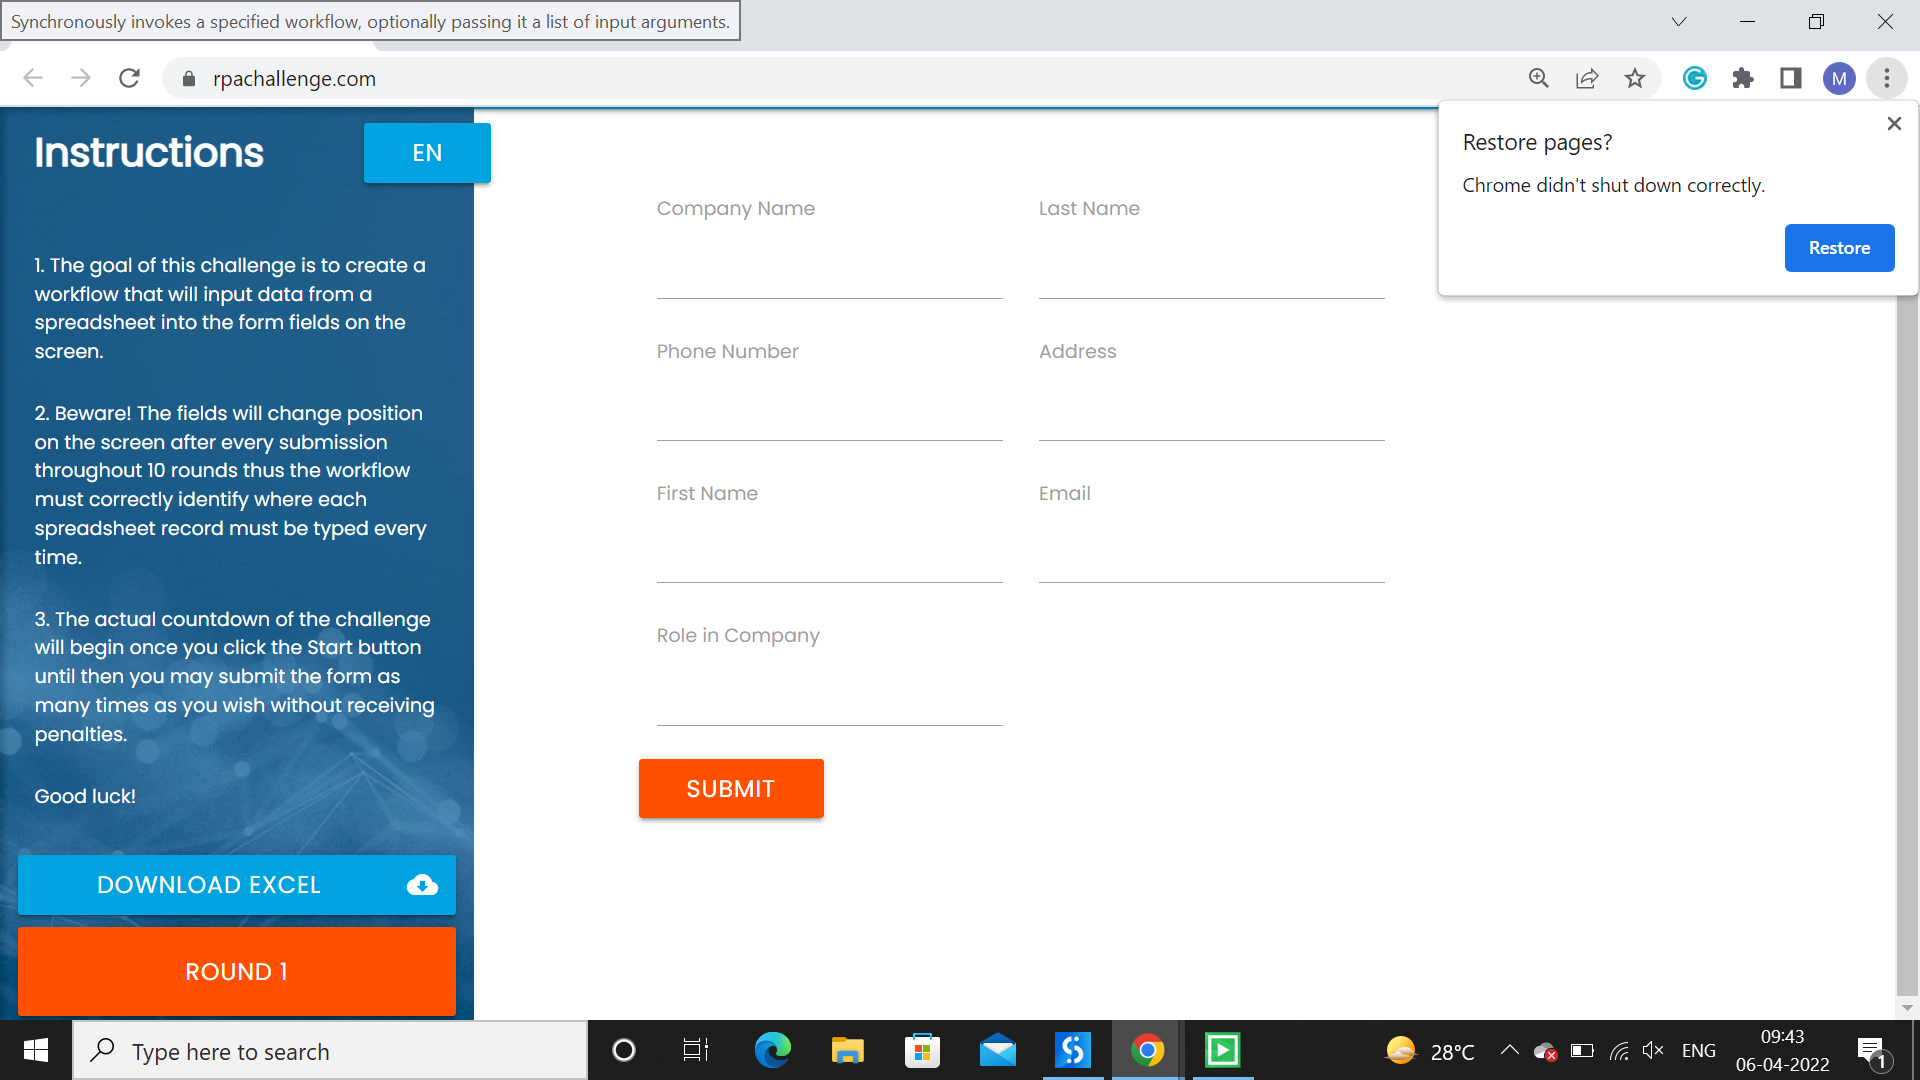 Synchronously invokes a specified workflow, optionally passing it a list of input arguments.
rpachallenge.com
M
Restore pages?
Chrome didn't shut down correctly.
Restore
Instructions
EN
1. The goal of this challenge is to create a
workflow that will input data from a
spreadsheet into the form fields on the
screen.
2. Beware! The fields will change position
on the screen after every submission
throughout 10 rounds thus the workflow
must correctly identify where each
spreadsheet record must be typed every
time.
3. The actual countdown of the challenge
will begin once you click the Start button
until then you may submit the form as
many times as you wish without receiving
penalties.
Good luck!
DOWNLOAD EXCEL
ROUND 1
Company Name
Last Name
Phone Number
Address
First Name
Email
Role in Company
SUBMIT
Type here to search
28°C
ENG
09:43
06-04-2022
1